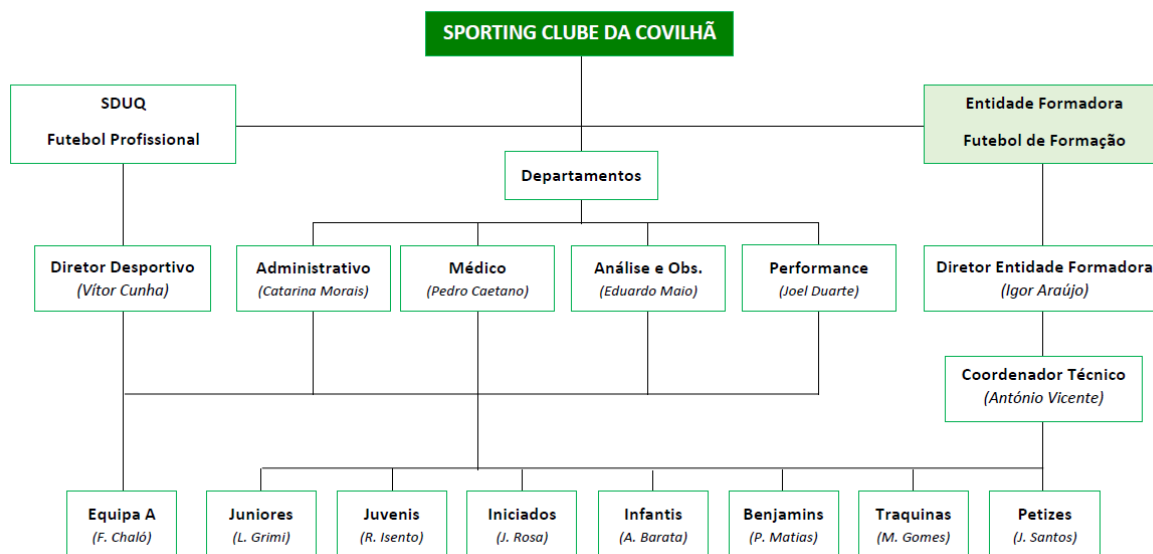 SPORTING CLUBE DA COVILHÃ
SDUQ
Futebol Profissional
Entidade Formadora
Futebol de Formação
Departamentos
Diretor Desportivo
(Vítor Cunha)
Administrativo
(Catarina Morais)
Médico
(Pedro Caetano)
Análise e Obs.
(Eduardo Maio)
Performance
(Joel Duarte)
Diretor Entidade Formadora
(Igor Araújo)
Coordenador Técnico
(António Vicente)
Equipa A
(F. Chaló)
Juniores
(L. Grimi)
Juvenis
(R. Isento)
Iniciados
(J. Rosa)
Infantis
(A. Barata)
Benjamins
(P. Matias)
Traquinas
(M. Gomes)
Petizes
(J. Santos)